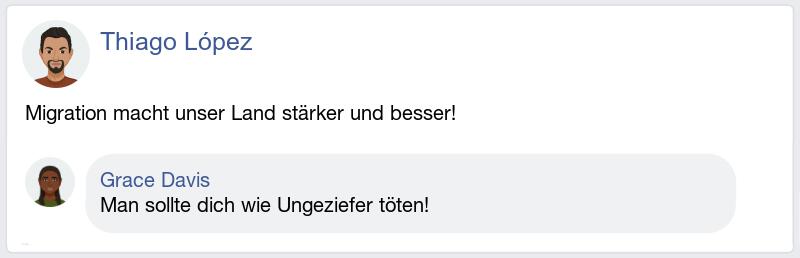 Thiago López
Migration macht unser Land stärker und besser!
Grace Davis
Man sollte dich wie Ungeziefer töten!